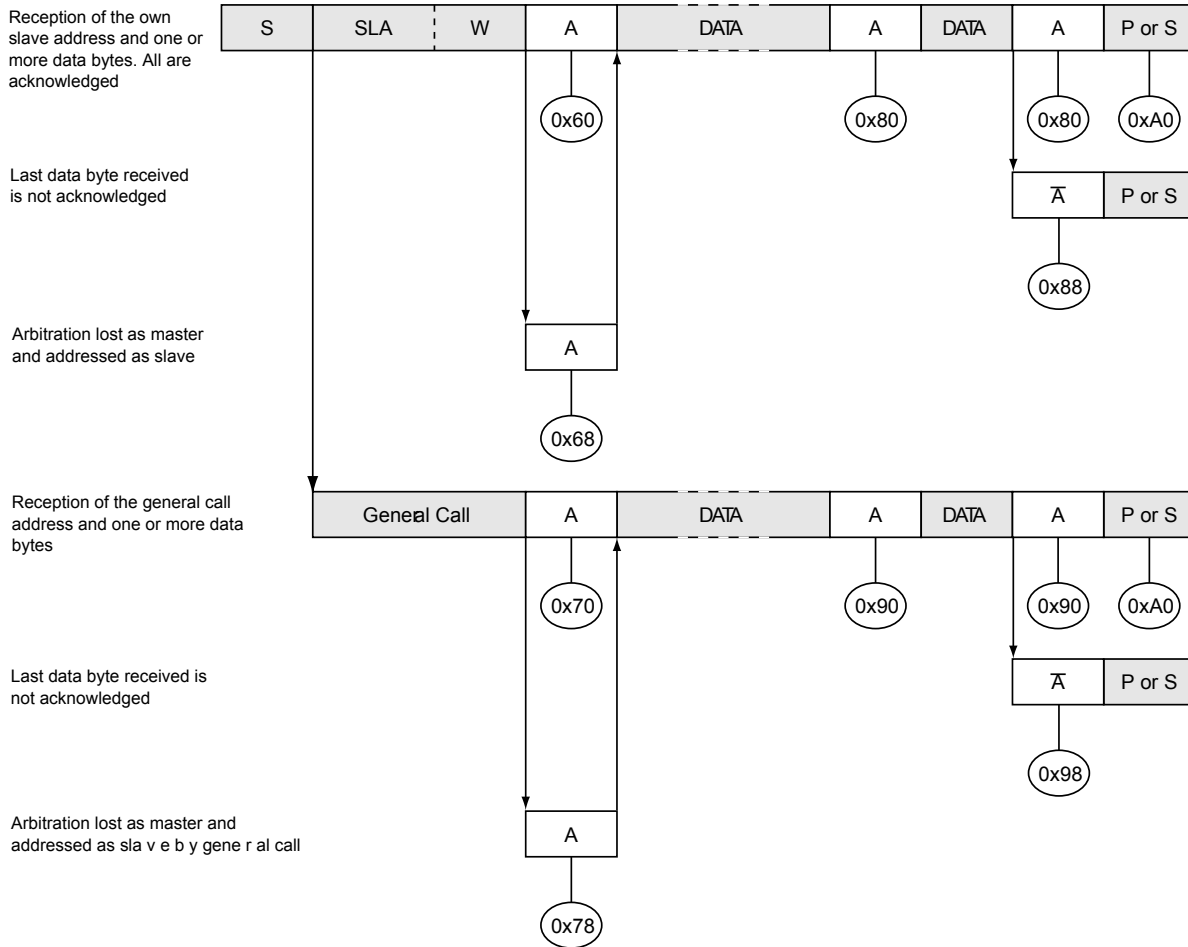 Reception of the own
slave address and one or
more data bytes. All are
acknowledged
S SLA W A DATA A DATA A P or S
0x60 0x80 0x80 0xA0
Last data byte received
is not acknowledged
A̅ P or S
0x88
Arbitration lost as master
and addressed as slave
A
0x68
Reception of the general call
address and one or more data
bytes
General Call A DATA A DATA A P or S
0x70 0x90 0x90 0xA0
Last data byte received is
not acknowledged
A̅ P or S
0x98
Arbitration lost as master and
addressed as sla v e b y gene r al call
A
0x78